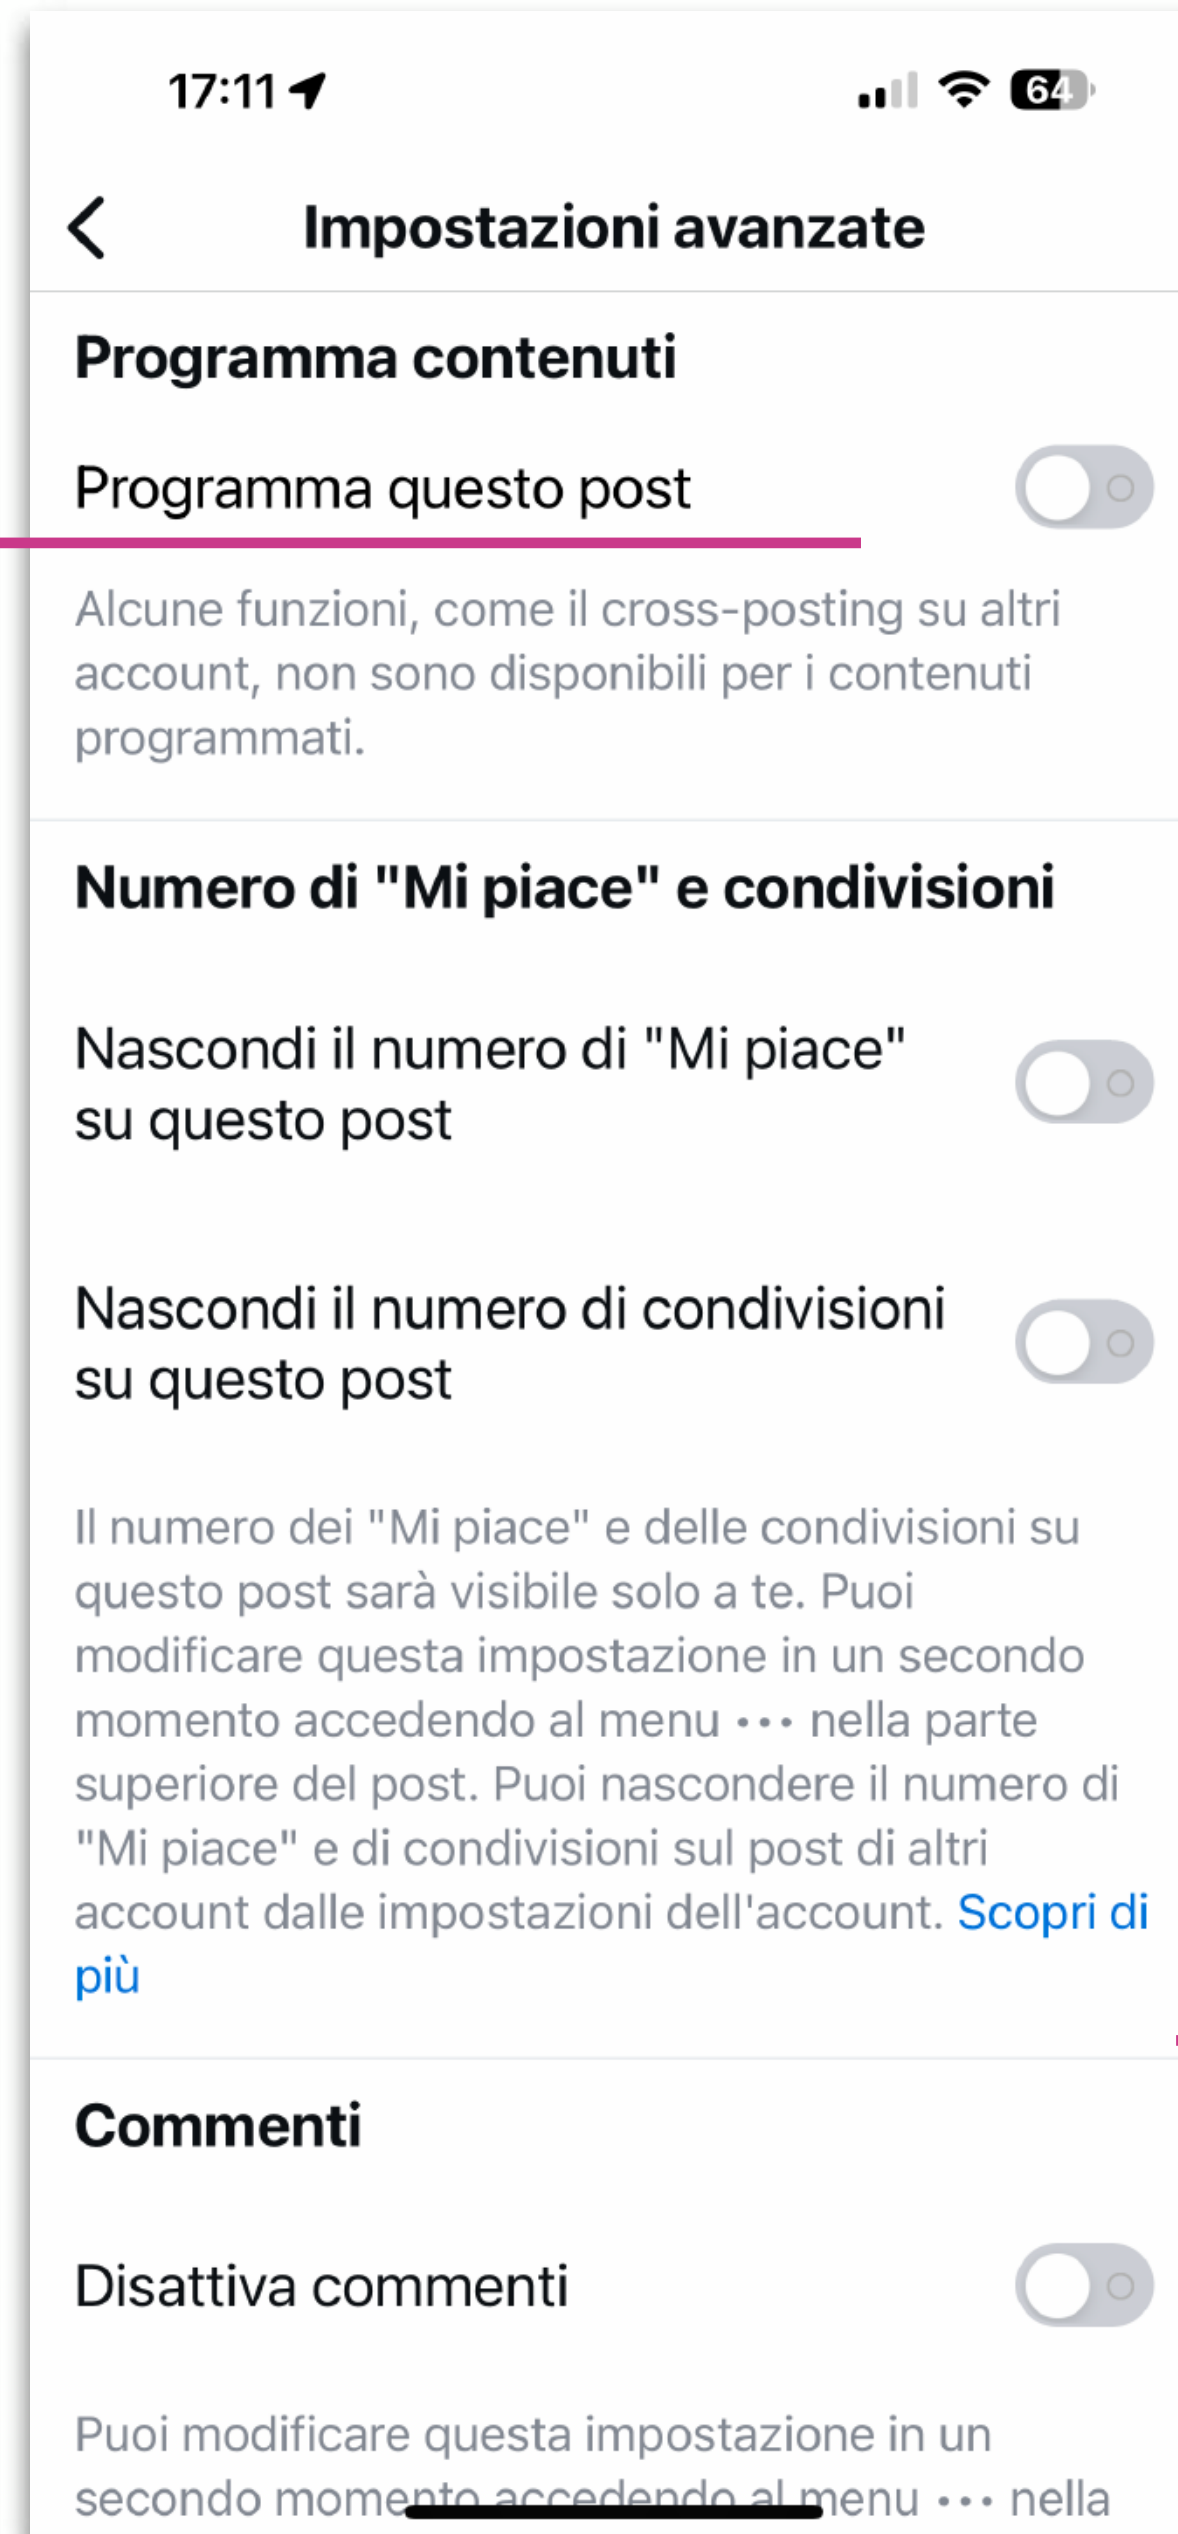 17:11
64
Impostazioni avanzate
Programma contenuti
Programma questo post
Alcune funzioni, come il cross-posting su altri
account, non sono disponibili per i contenuti
programmati.
Numero di "Mi piace" e condivisioni
Nascondi il numero di "Mi piace"
su questo post
Nascondi il numero di condivisioni
su questo post
Il numero dei "Mi piace" e delle condivisioni su
questo post sarà visibile solo a te. Puoi
modificare questa impostazione in un secondo
momento accedendo al menu ••• nella parte
superiore del post. Puoi nascondere il numero di
"Mi piace" e di condivisioni sul post di altri
account dalle impostazioni dell'account. Scopri di
più
Commenti
Disattiva commenti
Puoi modificare questa impostazione in un
secondo momento accedendo al menu ••• nella